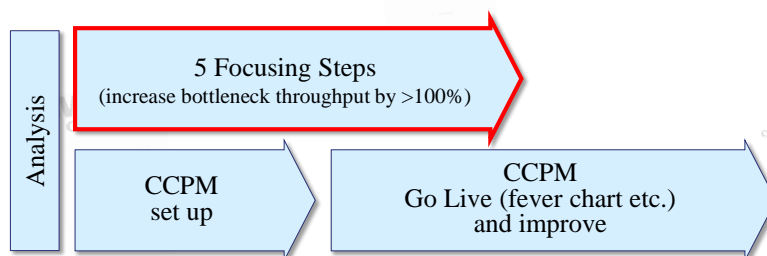 Analysis
5 Focusing Steps
(increase bottleneck throughput by >100%)
CCPM
set up
CCPM
Go Live (fever chart etc.)
and improve